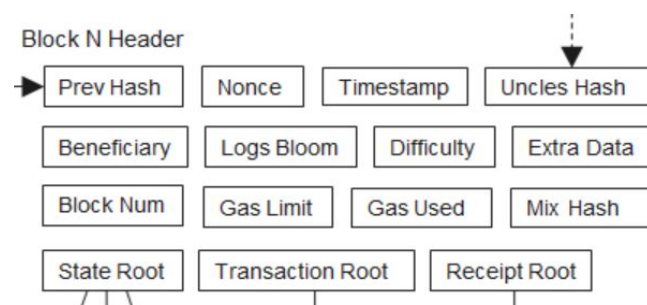 Block N Header
Prev Hash Nonce Timestamp Uncles Hash
Beneficiary Logs Bloom Difficulty Extra Data
Block Num Gas Limit Gas Used Mix Hash
State Root Transaction Root Receipt Root